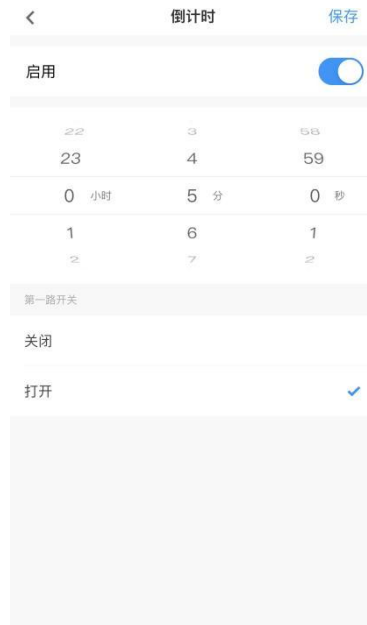 倒计时 保存
启用
22 3 58
23 4 59
0 小时 5 分 0 秒
1 6 1
2 7 2
第一路开关
关闭
打开